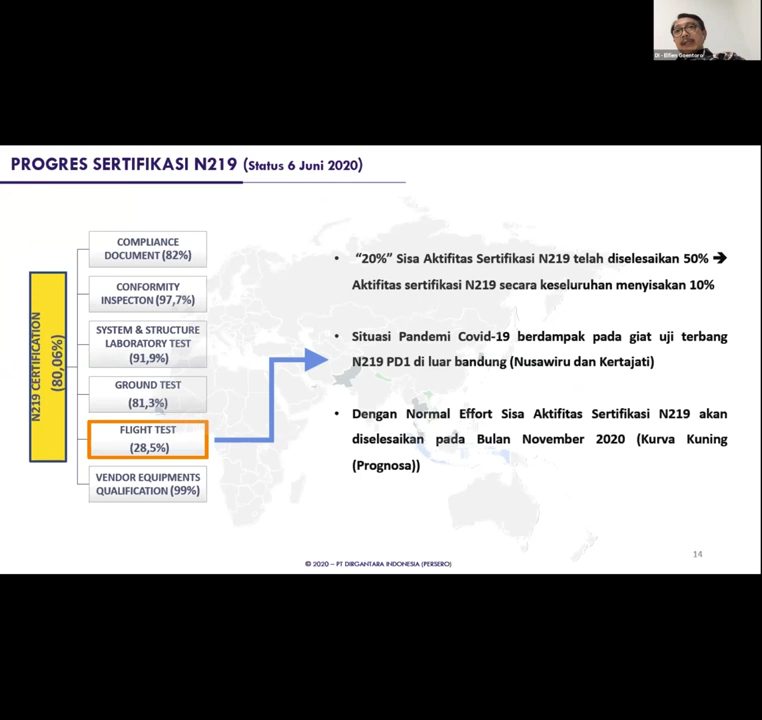 DI - Elfien Goentoro
PROGRES SERTIFIKASI N219 (Status 6 Juni 2020)
N219 CERTIFICATION
(80,06%)
COMPLIANCE
DOCUMENT (82%)
CONFORMITY
INSPECTON (97,7%)
SYSTEM & STRUCTURE
LABORATORY TEST
(91,9%)
GROUND TEST
(81,3%)
FLIGHT TEST
(28,5%)
VENDOR EQUIPMENTS
QUALIFICATION (99%)
• “20%” Sisa Aktifitas Sertifikasi N219 telah diselesaikan 50% ➔
Aktifitas sertifikasi N219 secara keseluruhan menyisakan 10%
• Situasi Pandemi Covid-19 berdampak pada giat uji terbang
N219 PD1 di luar bandung (Nusawiru dan Kertajati)
• Dengan Normal Effort Sisa Aktifitas Sertifikasi N219 akan
diselesaikan pada Bulan November 2020 (Kurva Kuning
(Prognosa))
14
© 2020 – PT DIRGANTARA INDONESIA (PERSERO)